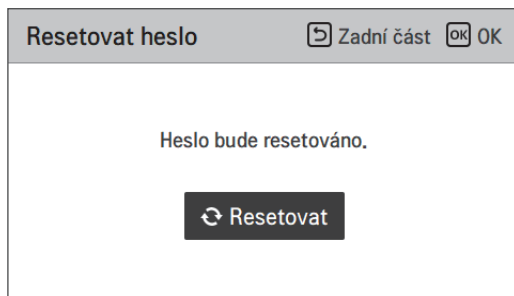 Resetovat heslo Zadní část OK OK
Heslo bude resetováno.
Resetovat